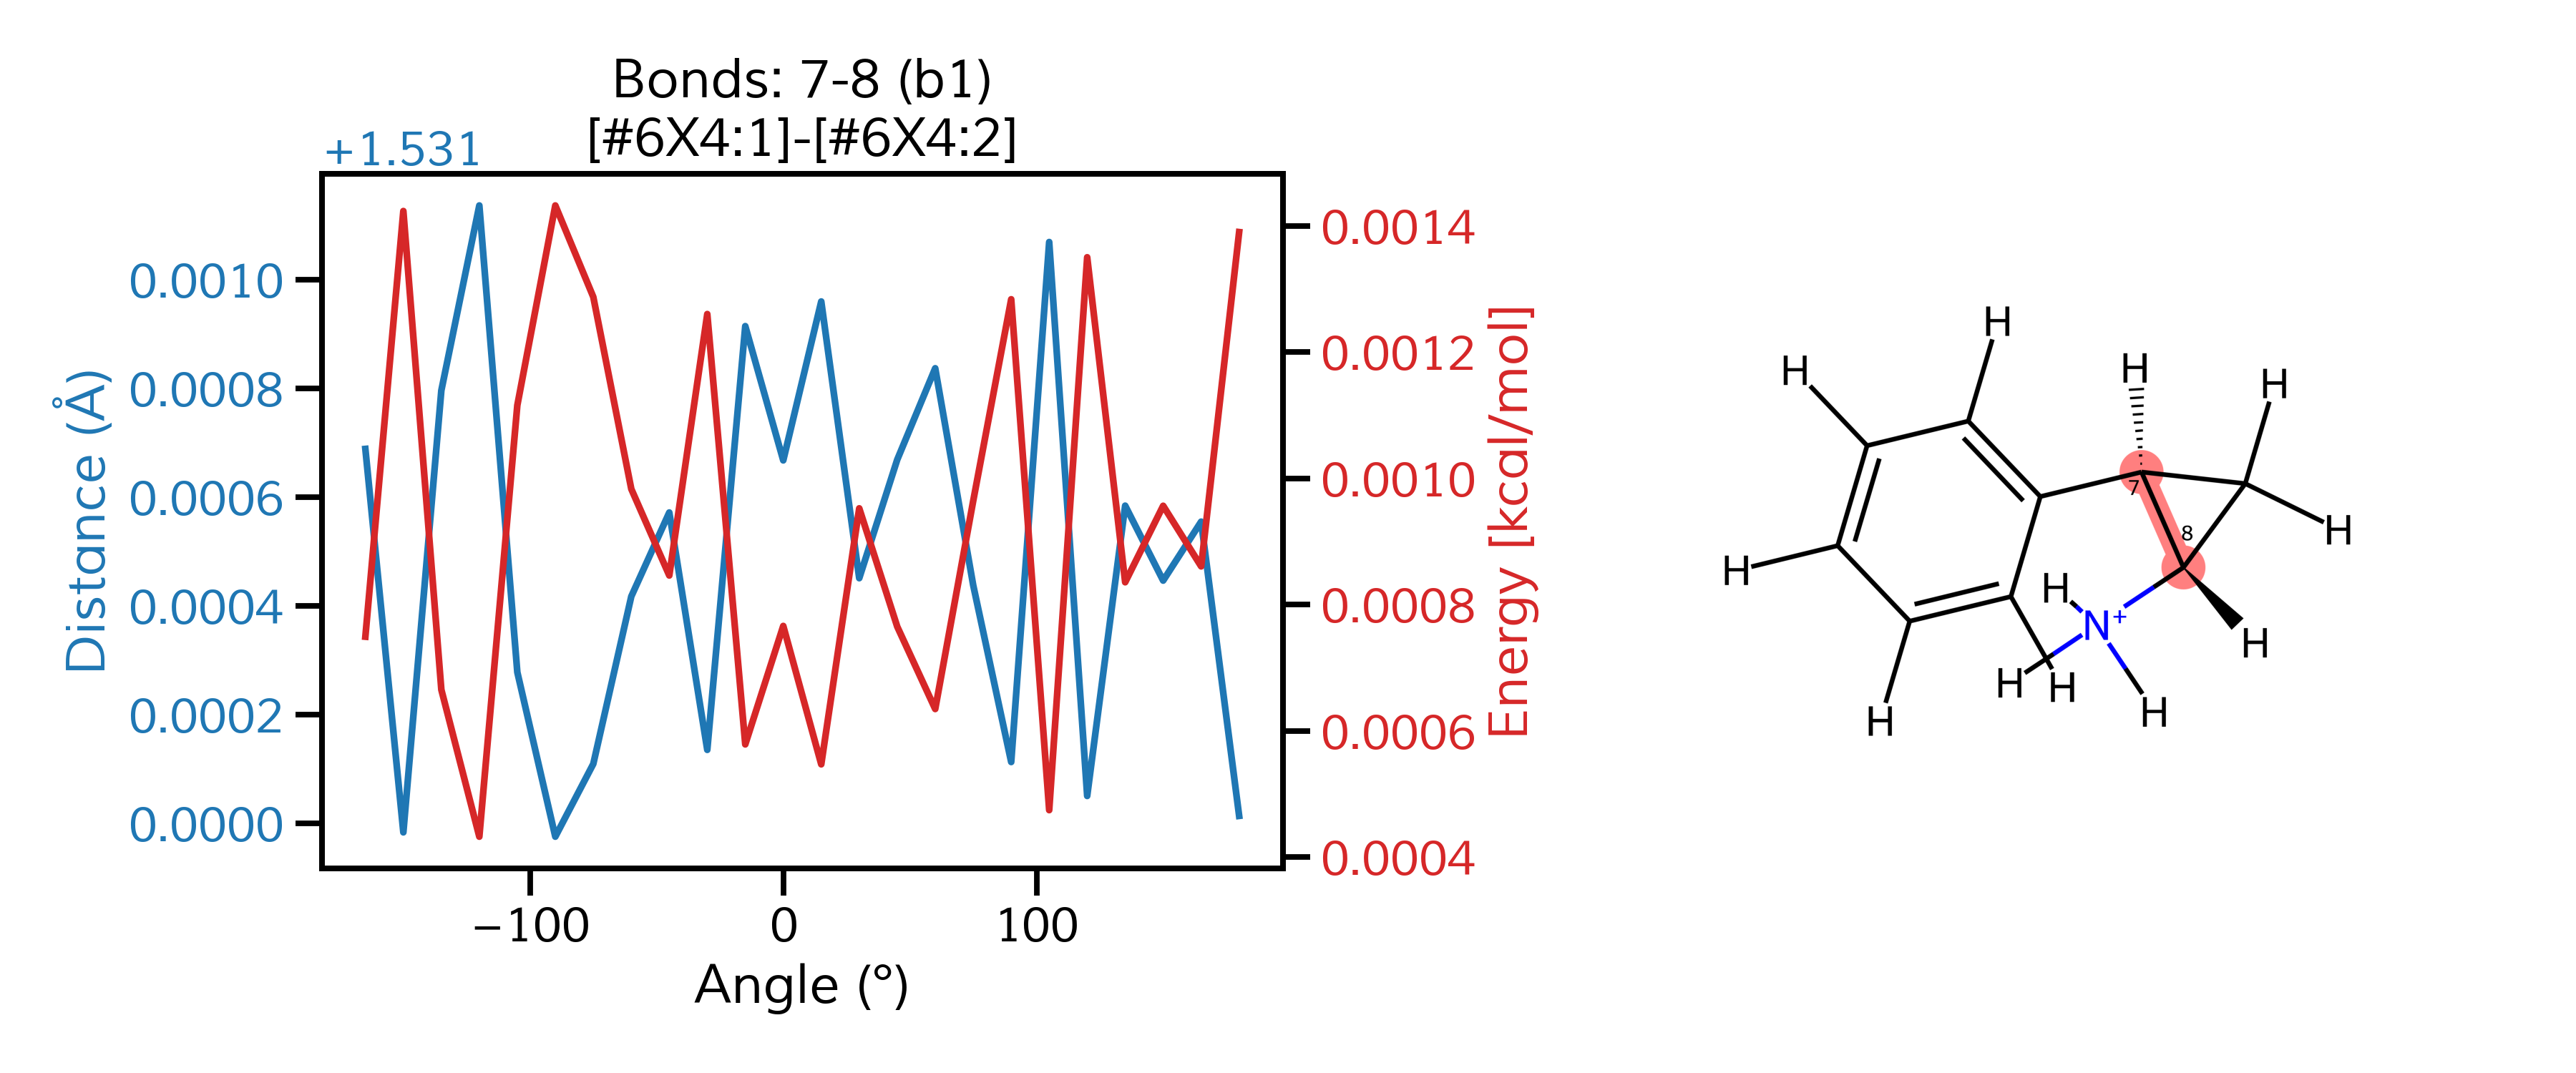 Bonds: 7-8 (b1)
[#6X4:1]-[#6X4:2]
+1.531
0.0010
0.0008
0.0006
0.0004
0.0002
0.0000
Distance (Å)
−100
0
100
Angle (°)
0.0014
0.0012
0.0010
0.0008
0.0006
0.0004
Energy [kcal/mol]
H
H
H
H
7
H
8
H
H
N+
H
H
H
H
H